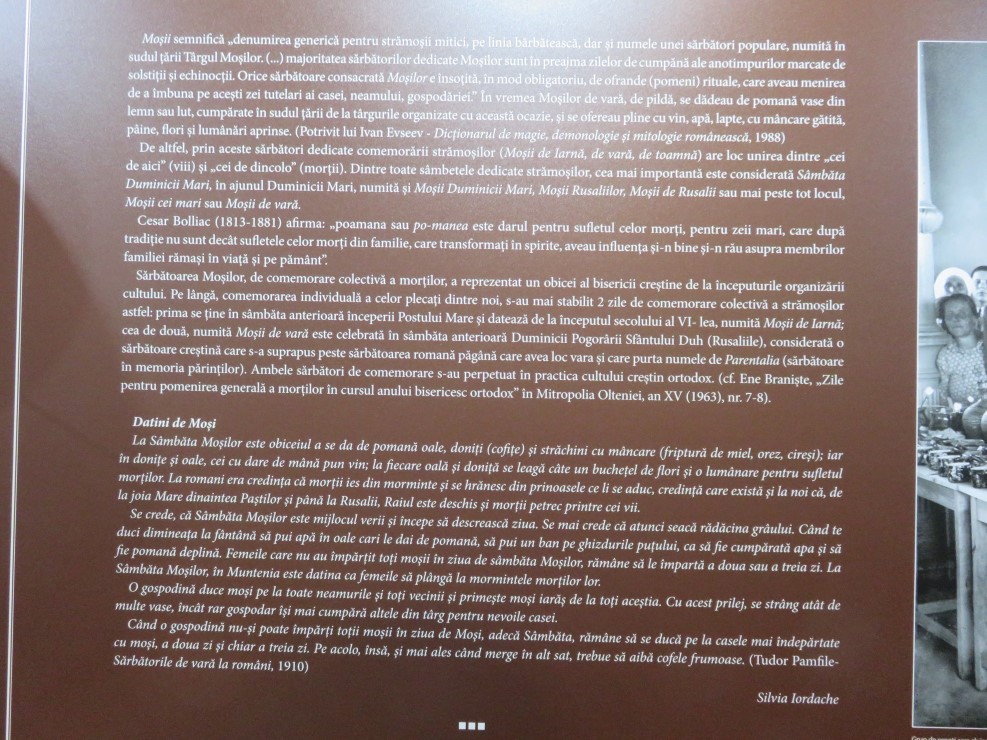 Moșii semnifică „denumirea generică pentru strămoșii mitici, pe linia bărbătească, dar și numele unei sărbători populare, numită în
sudul țării Târgul Moșilor. (...) majoritatea sărbătorilor dedicate Moșilor sunt în preajma zilelor de cumpănă ale anotimpurilor marcate de
solstiții și echinocții. Orice sărbătoare consacrată Moșilor e însoțită, în mod obligatoriu, de ofrande (pomeni) rituale, care aveau menirea
de a îmbuna pe acești zei tutelari ai casei, neamului, gospodăriei.” În vremea Moșilor de vară, de pildă, se dădeau de pomană vase din
lemn sau lut, cumpărate în sudul țării de la târgurile organizate cu această ocazie, și se ofereau pline cu vin, apă, lapte, cu mâncare gătită,
pâine, flori și lumânări aprinse. (Potrivit lui Ivan Evseev - Dicționarul de magie, demonologie și mitologie românească, 1988)
De altfel, prin aceste sărbători dedicate comemorării strămoșilor (Moșii de Iarnă, de vară, de toamnă) are loc unirea dintre „cei
de aici” (viii) și „cei de dincolo” (morții). Dintre toate sâmbetele dedicate strămoșilor, cea mai importantă este considerată Sâmbăta
Duminicii Mari, în ajunul Duminicii Mari, numită și Moșii Duminicii Mari, Moșii Rusaliilor, Moșii de Rusalii sau mai peste tot locul,
Moșii cei mari sau Moșii de vară.
Cesar Bolliac (1813-1881) afirma: „poamana sau po-manea este darul pentru sufletul celor morți, pentru zeii mari, care după
tradiție nu sunt decât sufletele celor morți din familie, care transformați în spirite, aveau influența și-n bine și-n rău asupra membrilor
familiei rămași în viață și pe pământ”.
Sărbătoarea Moșilor, de comemorare colectivă a morților, a reprezentat un obicei al bisericii creștine de la începuturile organizării
cultului. Pe lângă, comemorarea individuală a celor plecați dintre noi, s-au mai stabilit 2 zile de comemorare colectivă a strămoșilor
astfel: prima se ține în sâmbăta anterioară începerii Postului Mare și datează de la începutul secolului al VI- lea, numită Moșii de Iarnă;
cea de două, numită Moșii de vară este celebrată în sâmbăta anterioară Duminicii Pogorârii Sfântului Duh (Rusaliile), considerată o
sărbătoare creștină care s-a suprapus peste sărbătoarea romană păgână care avea loc vara și care purta numele de Parentalia (sărbătoare
în memoria părinților). Ambele sărbători de comemorare s-au perpetuat în practica cultului creștin ortodox. (cf. Ene Braniște, „Zile
pentru pomenirea generală a morților în cursul anului bisericesc ortodox” în Mitropolia Olteniei, an XV (1963), nr. 7-8).
Datini de Moși
La Sâmbăta Moșilor este obiceiul a se da de pomană oale, doniți (cofițe) și străchini cu mâncare (friptură de miel, orez, cireși); iar
în donițe și oale, cei cu dare de mână pun vin; la fiecare oală și doniță se leagă câte un buchețel de flori și o lumânare pentru sufletul
morților. La romani era credința că morții ies din morminte și se hrănesc din prinoasele ce li se aduc, credință care există și la noi că, de
la joia Mare dinaintea Paștilor și până la Rusalii, Raiul este deschis și morții petrec printre cei vii.
Se crede, că Sâmbăta Moșilor este mijlocul verii și începe să descrească ziua. Se mai crede că atunci seacă rădăcina grâului. Când te
duci dimineața la fântână să pui apă în oale cari le dai de pomană, să pui un ban pe ghizdurile puțului, ca să fie cumpărată apa și să
fie pomană deplină. Femeile care nu au împărțit toți moșii în ziua de sâmbăta Moșilor, rămâne să le împartă a doua sau a treia zi. La
Sâmbăta Moșilor, în Muntenia este datina ca femeile să plângă la mormintele morților lor.
O gospodină duce moși pe la toate neamurile și toți vecinii și primește moși iarăș de la toți aceștia. Cu acest prilej, se strâng atât de
multe vase, încât rar gospodar își mai cumpără altele din târg pentru nevoile casei.
Când o gospodină nu-și poate împărți toții moșii în ziua de Moși, adecă Sâmbăta, rămâne să se ducă pe la casele mai îndepărtate
cu moși, a doua zi și chiar a treia zi. Pe acolo, însă, și mai ales când merge în alt sat, trebue să aibă cofele frumoase. (Tudor Pamfile-
Sărbătorile de vară la români, 1910)
Silvia Iordache